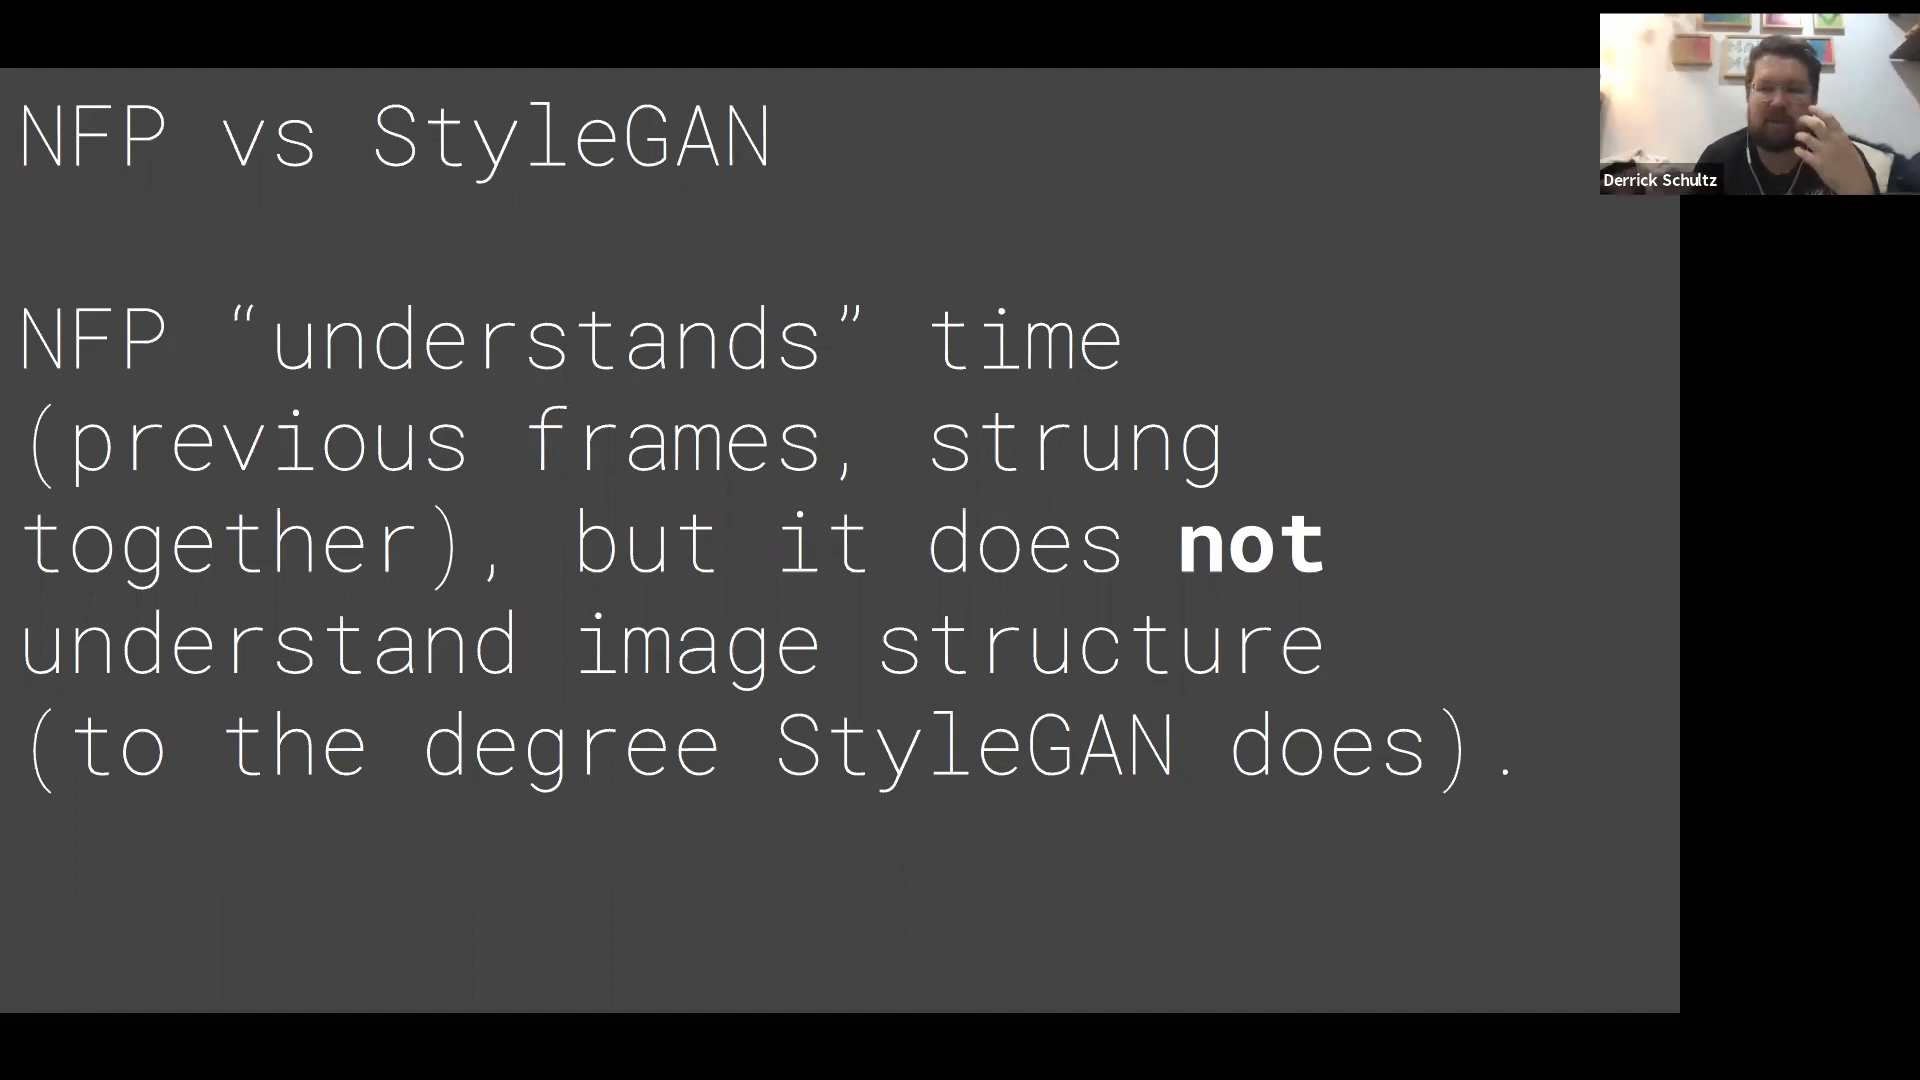 NFP vs StyleGAN
NFP “understands” time
(previous frames, strung
together), but it does not
understand image structure
(to the degree StyleGAN does).
Derrick Schultz